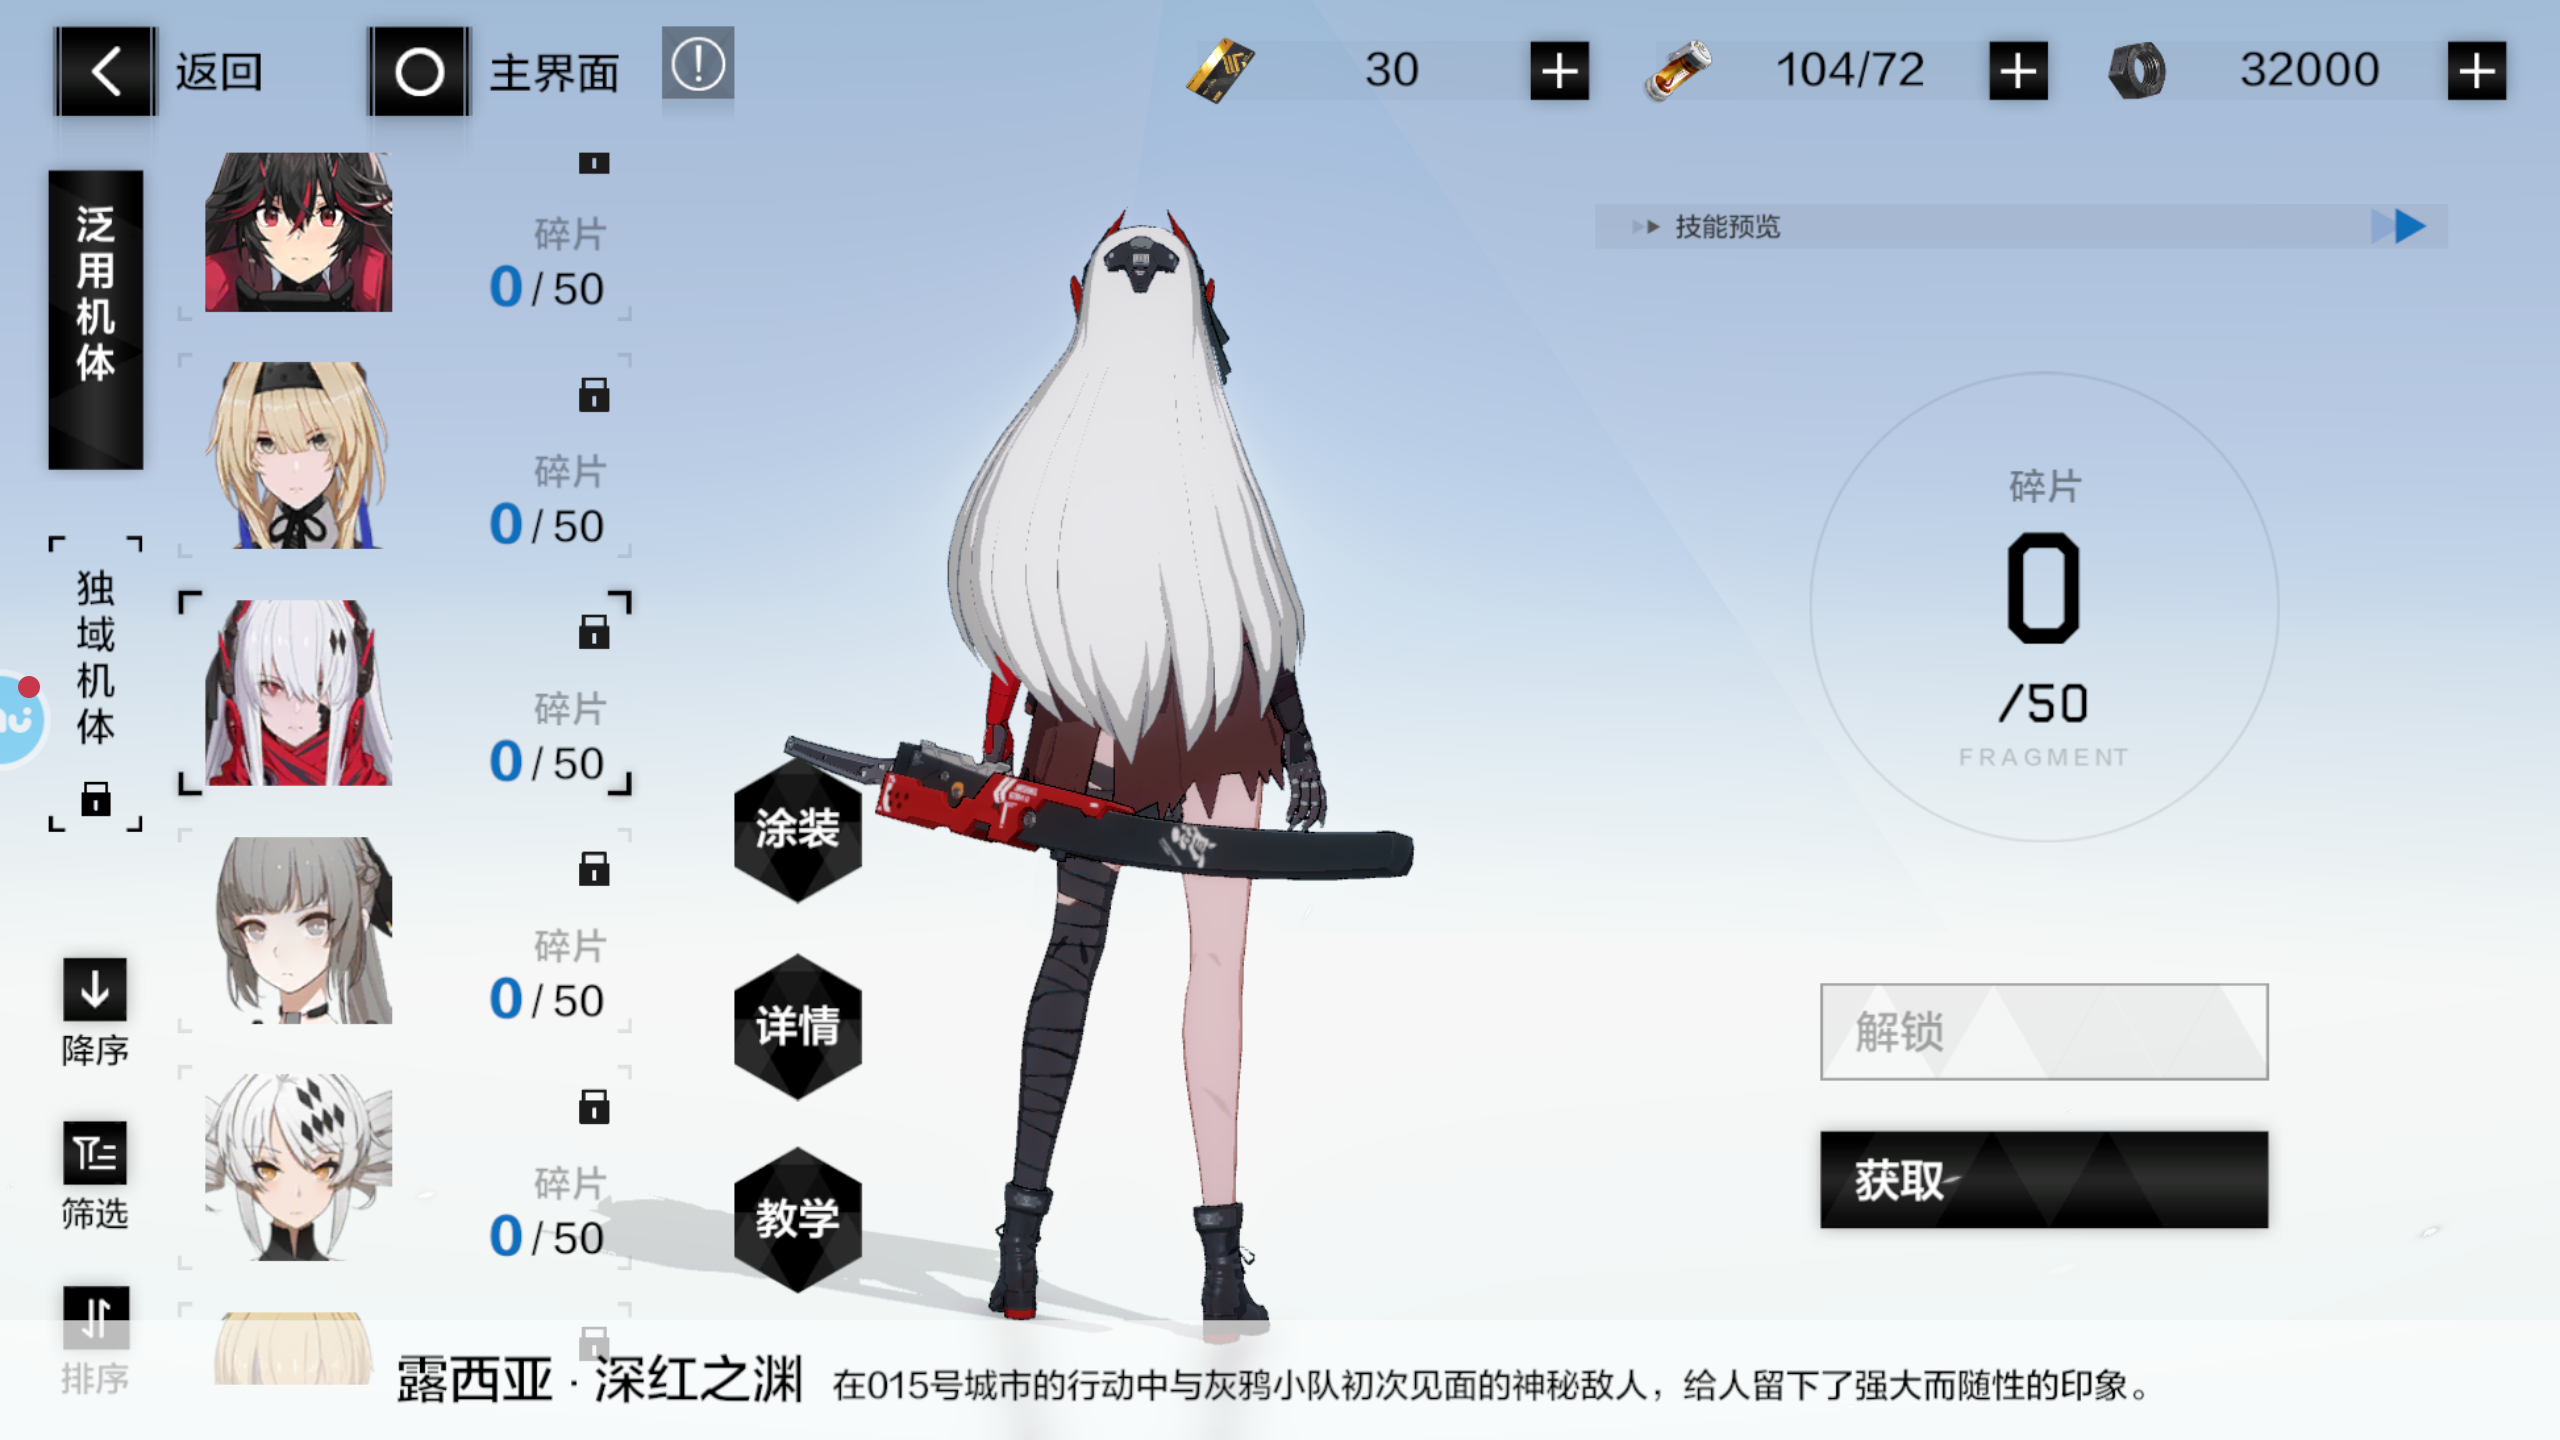 返回
主界面
30
104/72
32000
泛用机体
独域机体
降序
筛选
排序
碎片
0/50
碎片
0/50
碎片
0/50
碎片
0/50
碎片
0/50
涂装
详情
教学
技能预览
碎片
0
/50
FRAGMENT
解锁
获取
露西亚·深红之渊
在015号城市的行动中与灰鸦小队初次见面的神秘敌人，给人留下了强大而随性的印象。